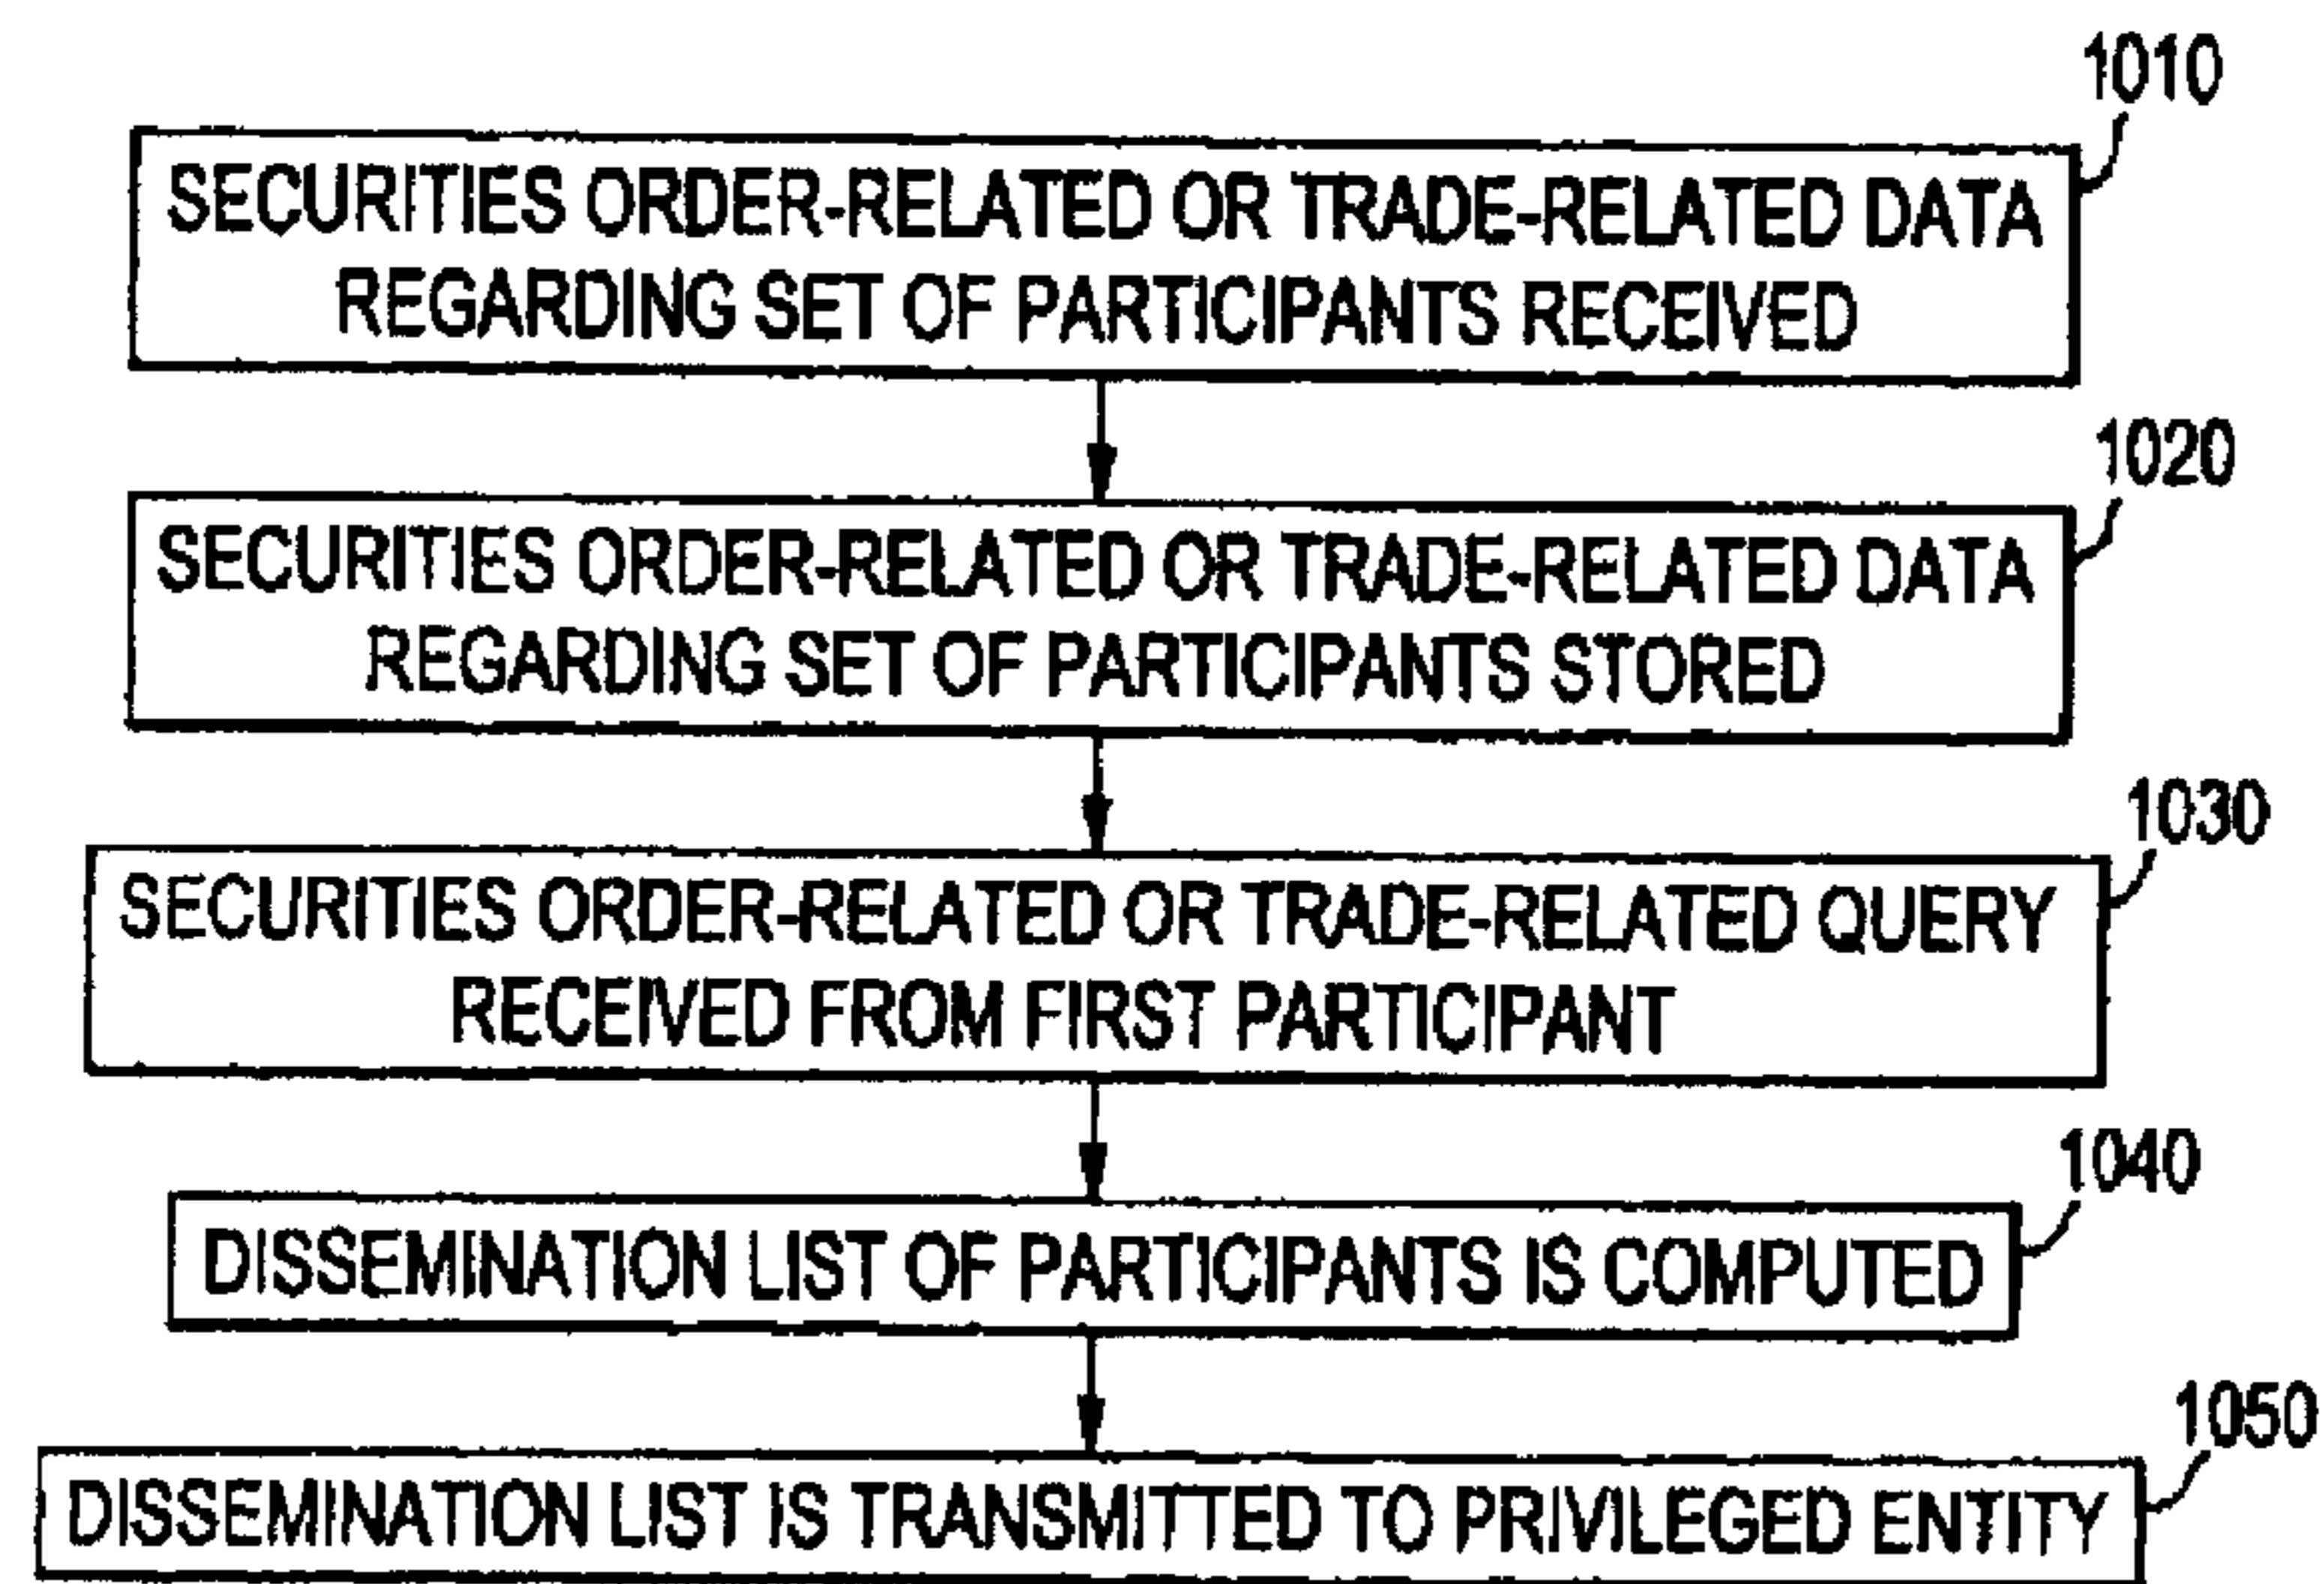 1010
SECURITIES ORDER-RELATED OR TRADE-RELATED DATA
REGARDING SET OF PARTICIPANTS RECEIVED
1020
SECURITIES ORDER-RELATED OR TRADE-RELATED DATA
REGARDING SET OF PARTICIPANTS STORED
1030
SECURITIES ORDER-RELATED OR TRADE-RELATED QUERY
RECEIVED FROM FIRST PARTICIPANT
1040
DISSEMINATION LIST OF PARTICIPANTS IS COMPUTED
1050
DISSEMINATION LIST IS TRANSMITTED TO PRIVILEGED ENTITY